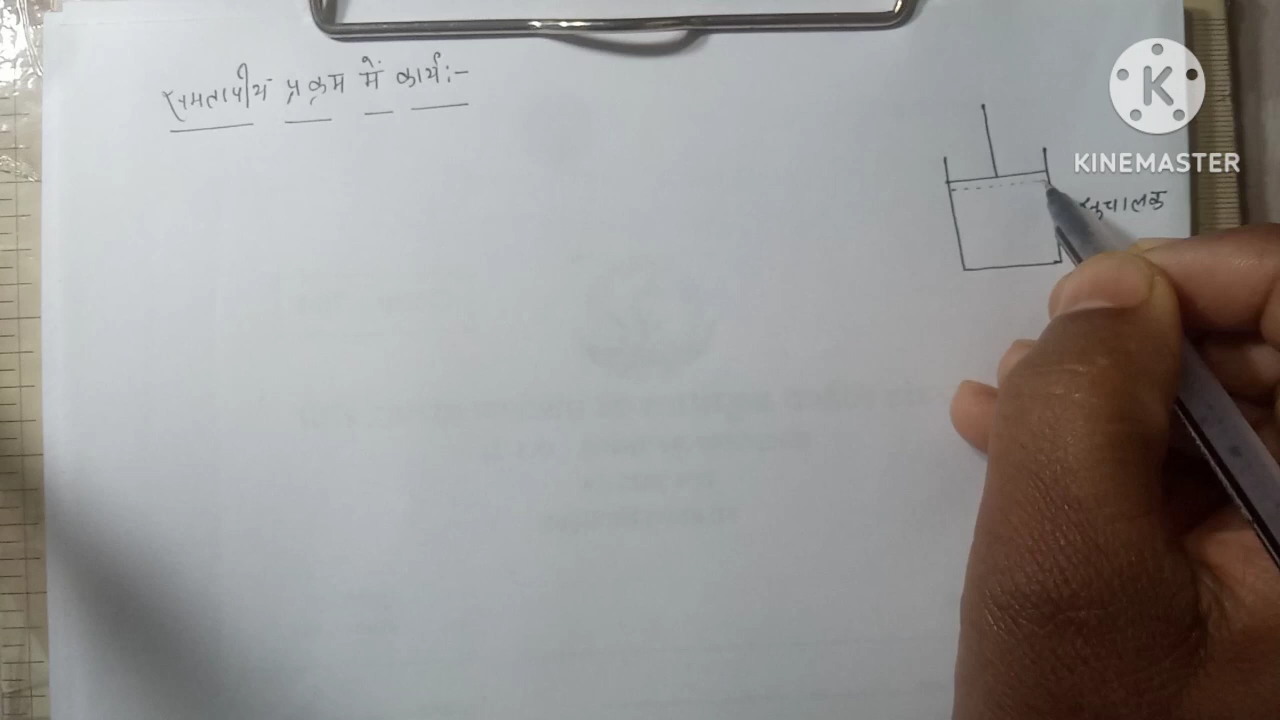 समतापीय प्रक्रम में कार्य:-
K
KINEMASTER
सुचालक